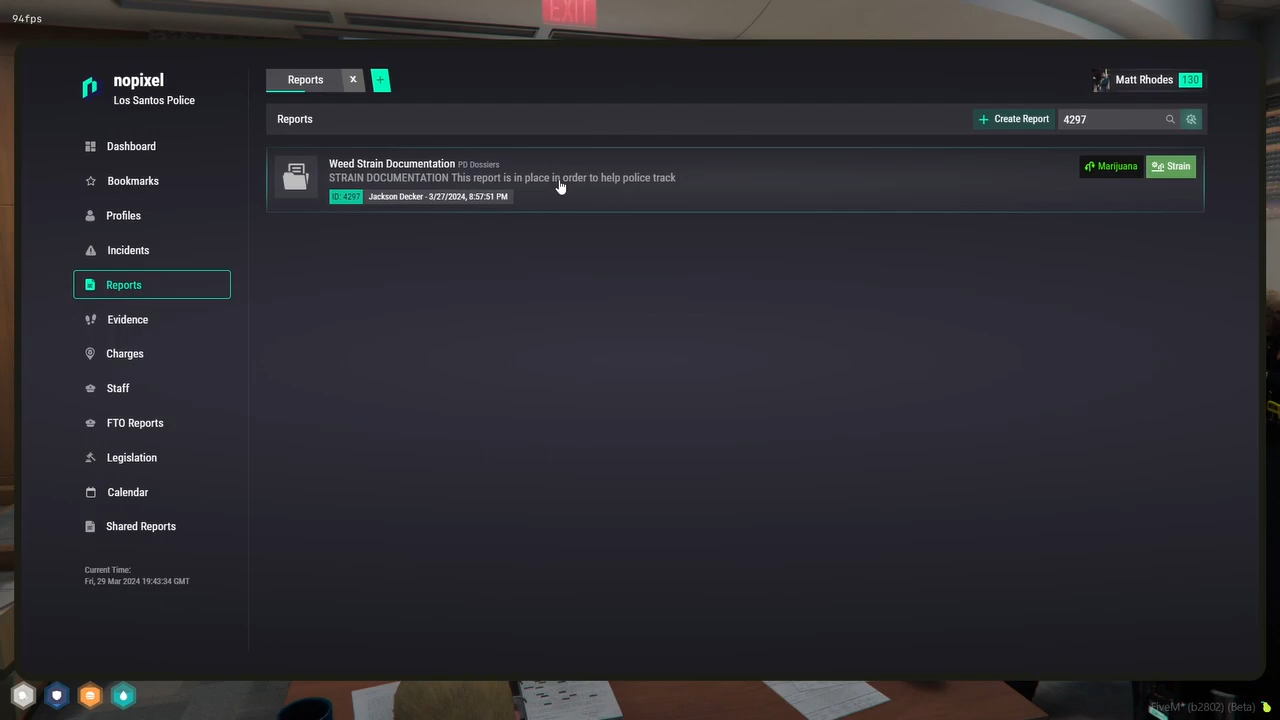 94fps
EXIT
nopixel
Los Santos Police
Reports x +
Matt Rhodes 130
Reports
Create Report
4297
Dashboard
Bookmarks
Profiles
Incidents
Reports
Evidence
Charges
Staff
FTO Reports
Legislation
Calendar
Shared Reports
Current Time:
Fri, 29 Mar 2024 19:43:34 GMT
Weed Strain Documentation PD Dossiers
STRAIN DOCUMENTATION This report is in place in order to help police track
ID: 4297 Jackson Decker - 3/27/2024, 8:57:51 PM
Marijuana
Strain
FiveM* (b2802) (Beta)